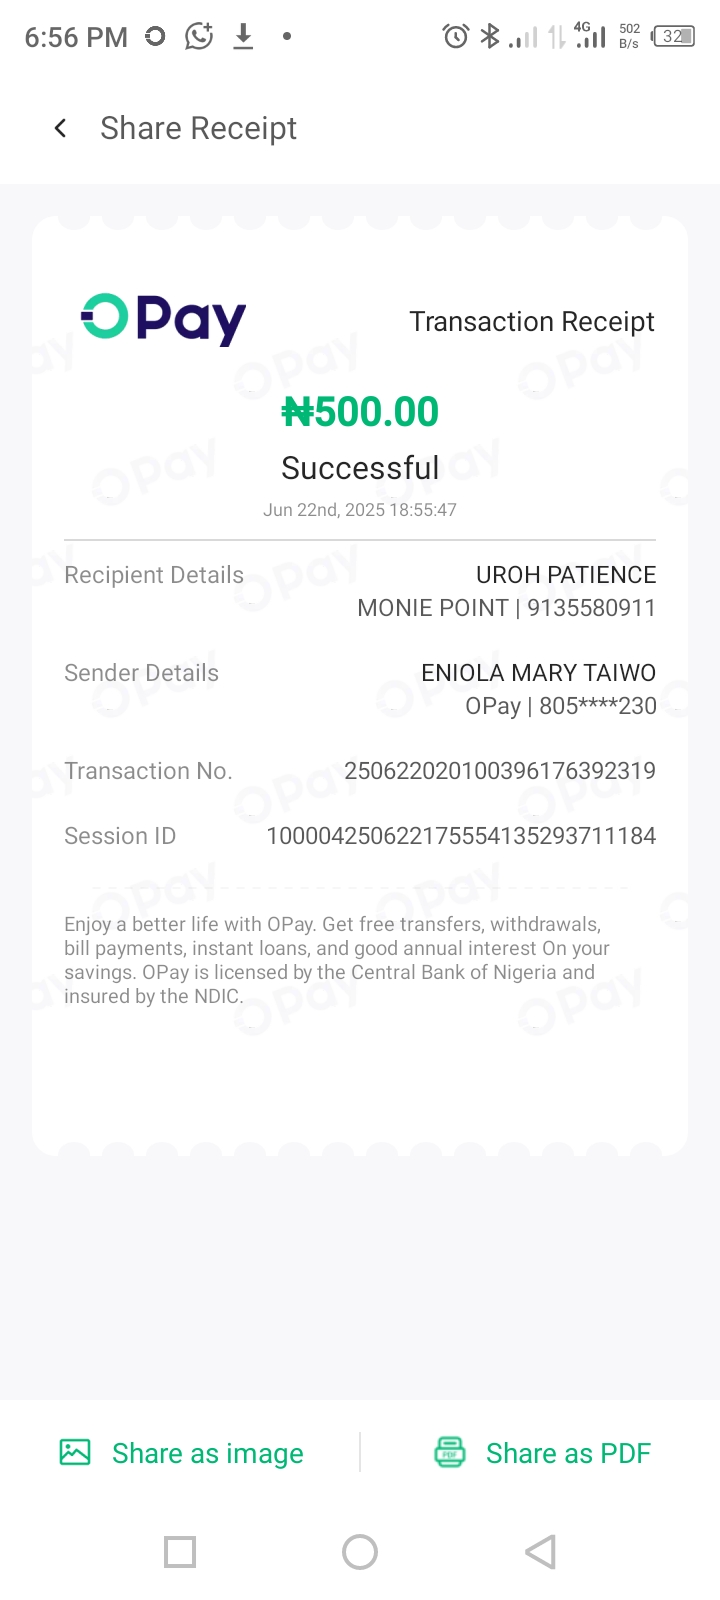 6:56 PM 4G 502 B/s 32
Share Receipt
OPay Transaction Receipt
₦500.00
Successful
Jun 22nd, 2025 18:55:47
Recipient Details UROH PATIENCE
MONIE POINT | 9135580911
Sender Details ENIOLA MARY TAIWO
OPay | 805****230
Transaction No. 250622020100396176392319
Session ID 100004250622175554135293711184
Enjoy a better life with OPay. Get free transfers, withdrawals,
bill payments, instant loans, and good annual interest On your
savings. OPay is licensed by the Central Bank of Nigeria and
insured by the NDIC.
Share as image PDF Share as PDF